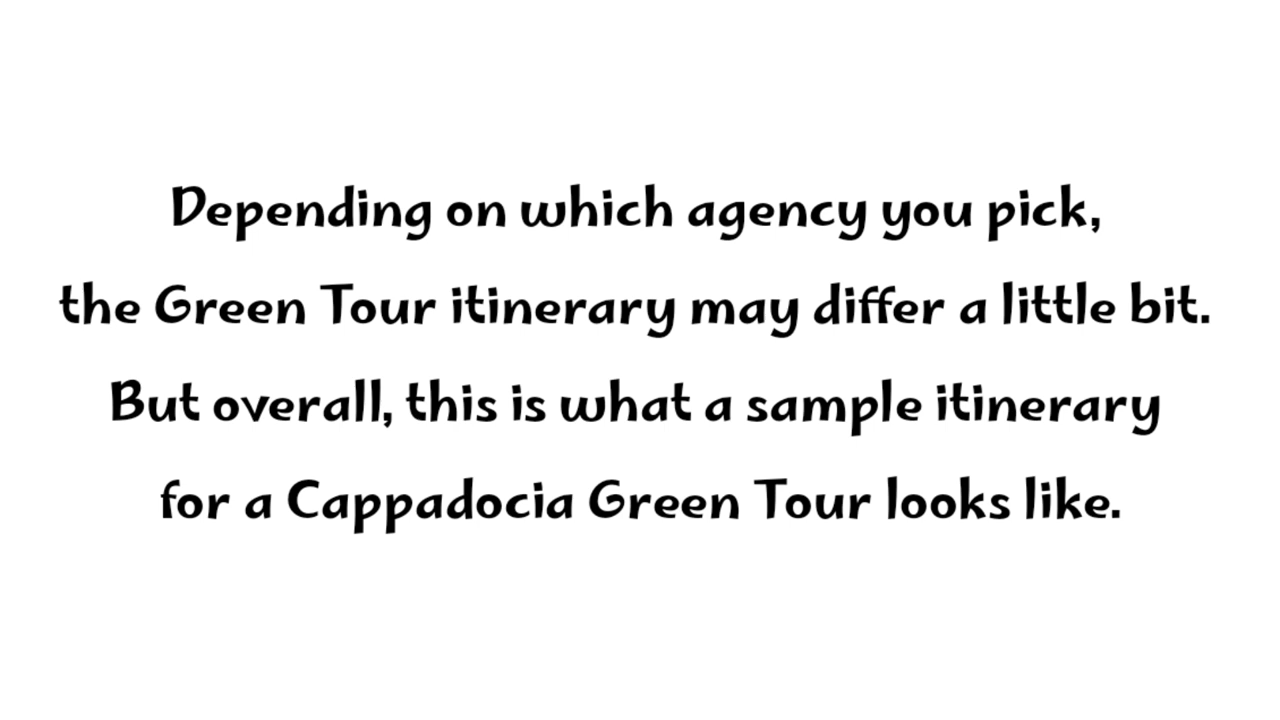 Depending on which agency you pick,
the Green Tour itinerary may differ a little bit.
But overall, this is what a sample itinerary
for a Cappadocia Green Tour looks like.